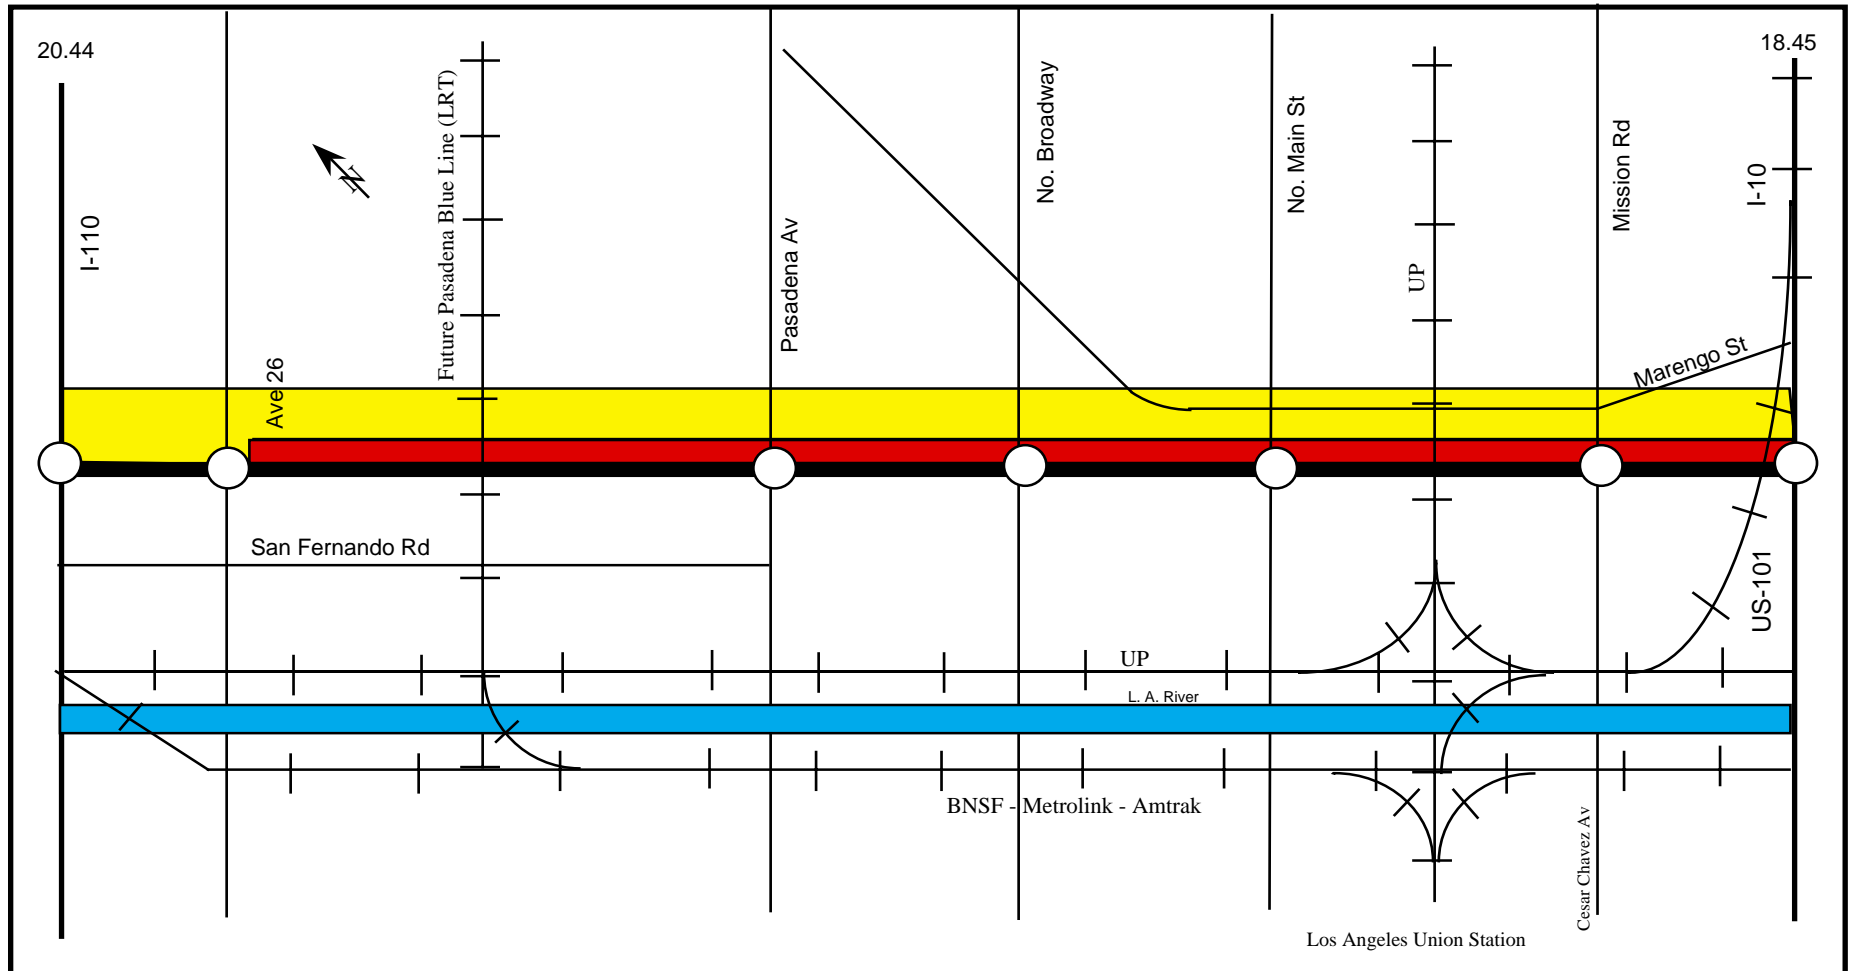 20.44
18.45
Future Pasadena Blue Line (LRT)
No. Broadway
No. Main St
Mission Rd
I-10
N
I-110
Pasadena Av
UP
Ave 26
Marengo St
San Fernando Rd
US-101
UP
L. A. River
BNSF - Metrolink - Amtrak
Cesar Chavez Av
Los Angeles Union Station